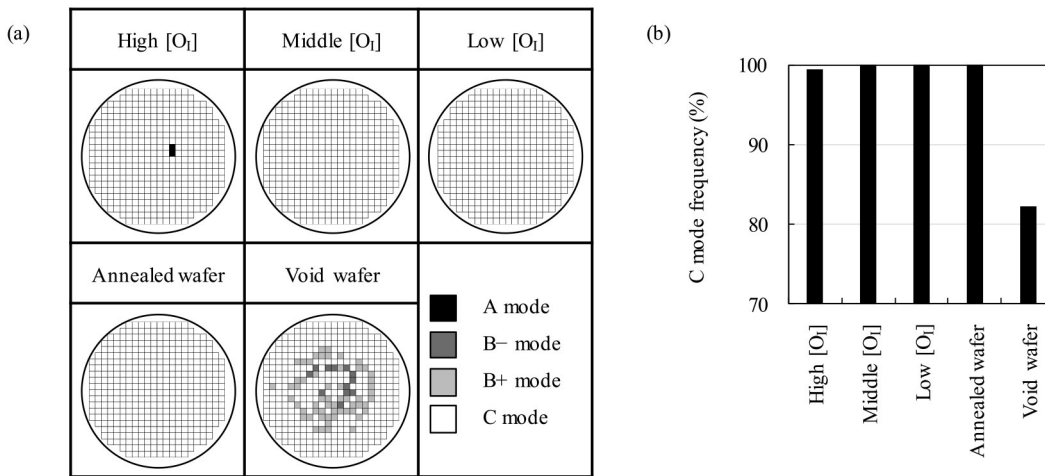 (a)
High [O_I]
Middle [O_I]
Low [O_I]
Annealed wafer
Void wafer
A mode
B− mode
B+ mode
C mode
(b)
C mode frequency (%)
100
90
80
70
High [O_I]
Middle [O_I]
Low [O_I]
Annealed wafer
Void wafer